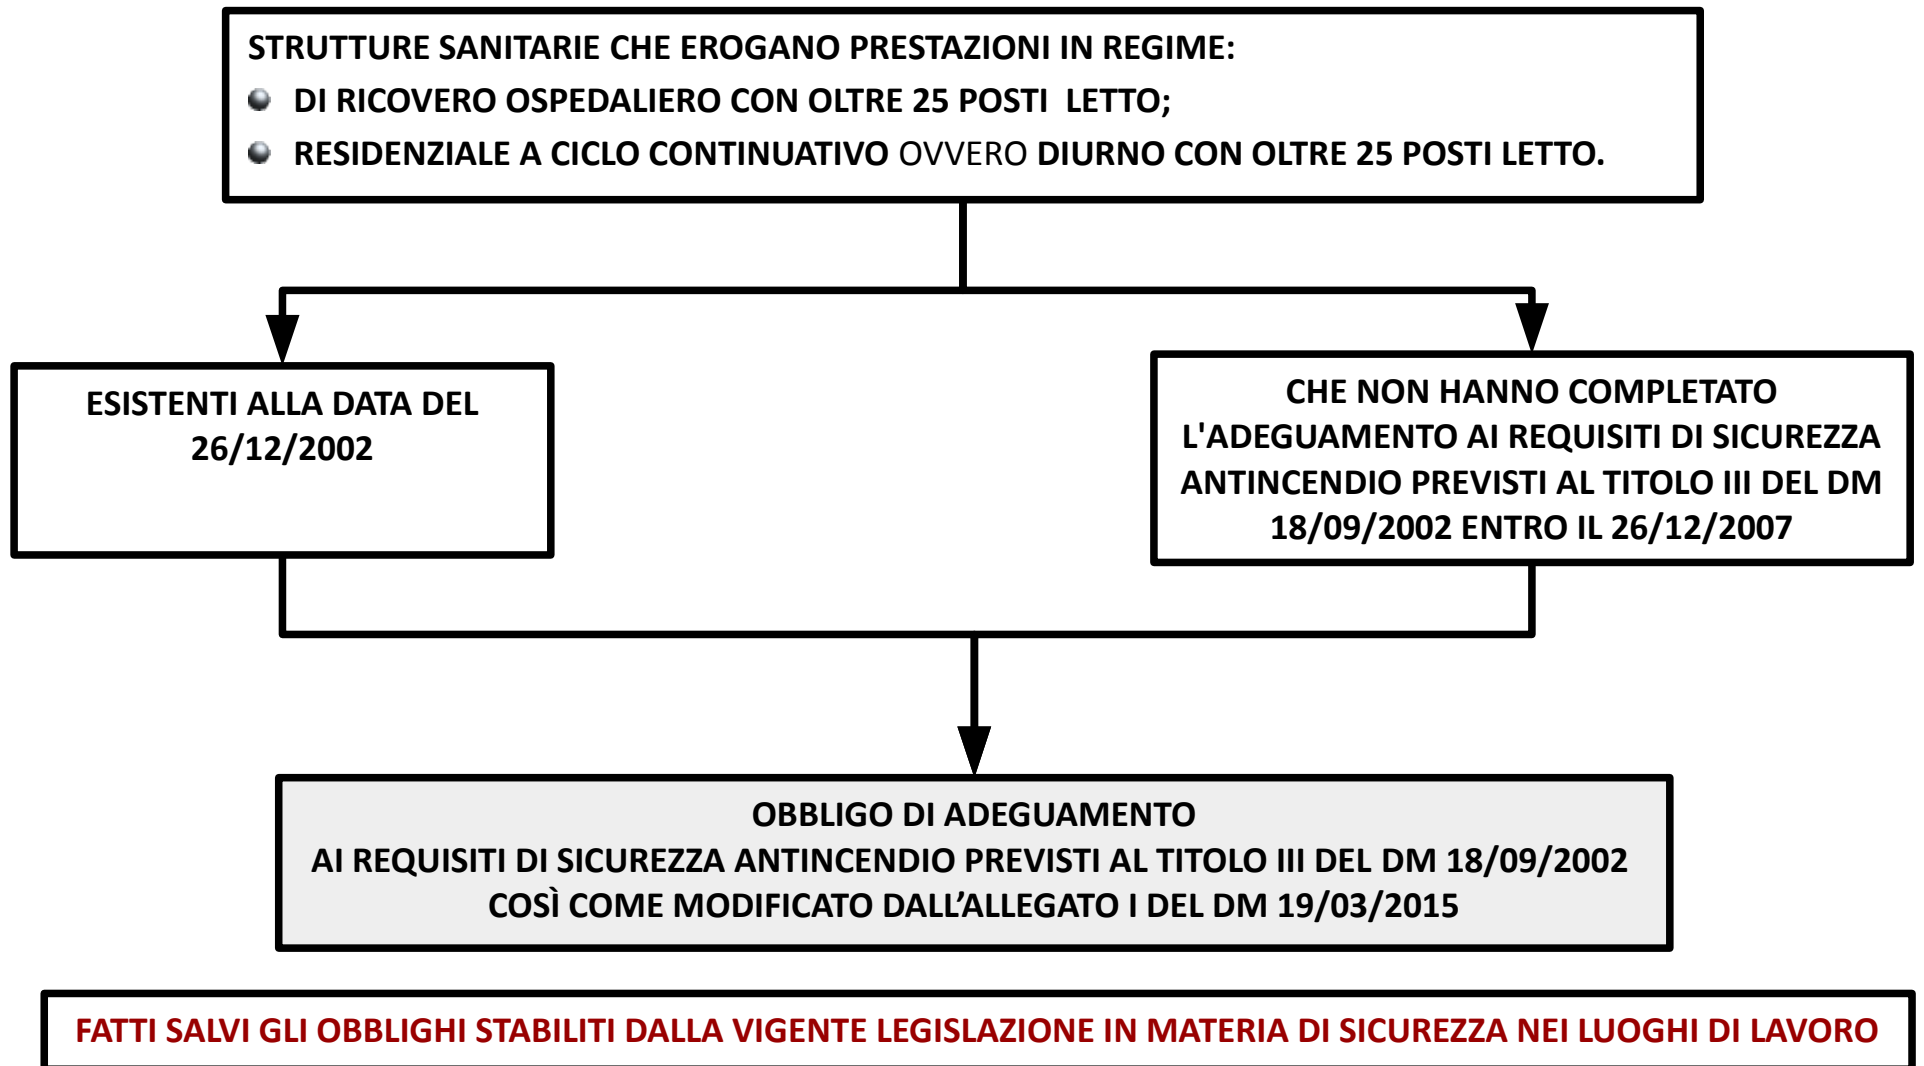 STRUTTURE SANITARIE CHE EROGANO PRESTAZIONI IN REGIME:
DI RICOVERO OSPEDALIERO CON OLTRE 25 POSTI LETTO;
RESIDENZIALE A CICLO CONTINUATIVO OVVERO DIURNO CON OLTRE 25 POSTI LETTO.
ESISTENTI ALLA DATA DEL
26/12/2002
CHE NON HANNO COMPLETATO
L'ADEGUAMENTO AI REQUISITI DI SICUREZZA
ANTINCENDIO PREVISTI AL TITOLO III DEL DM
18/09/2002 ENTRO IL 26/12/2007
OBBLIGO DI ADEGUAMENTO
AI REQUISITI DI SICUREZZA ANTINCENDIO PREVISTI AL TITOLO III DEL DM 18/09/2002
COSÌ COME MODIFICATO DALL’ALLEGATO I DEL DM 19/03/2015
FATTI SALVI GLI OBBLIGHI STABILITI DALLA VIGENTE LEGISLAZIONE IN MATERIA DI SICUREZZA NEI LUOGHI DI LAVORO